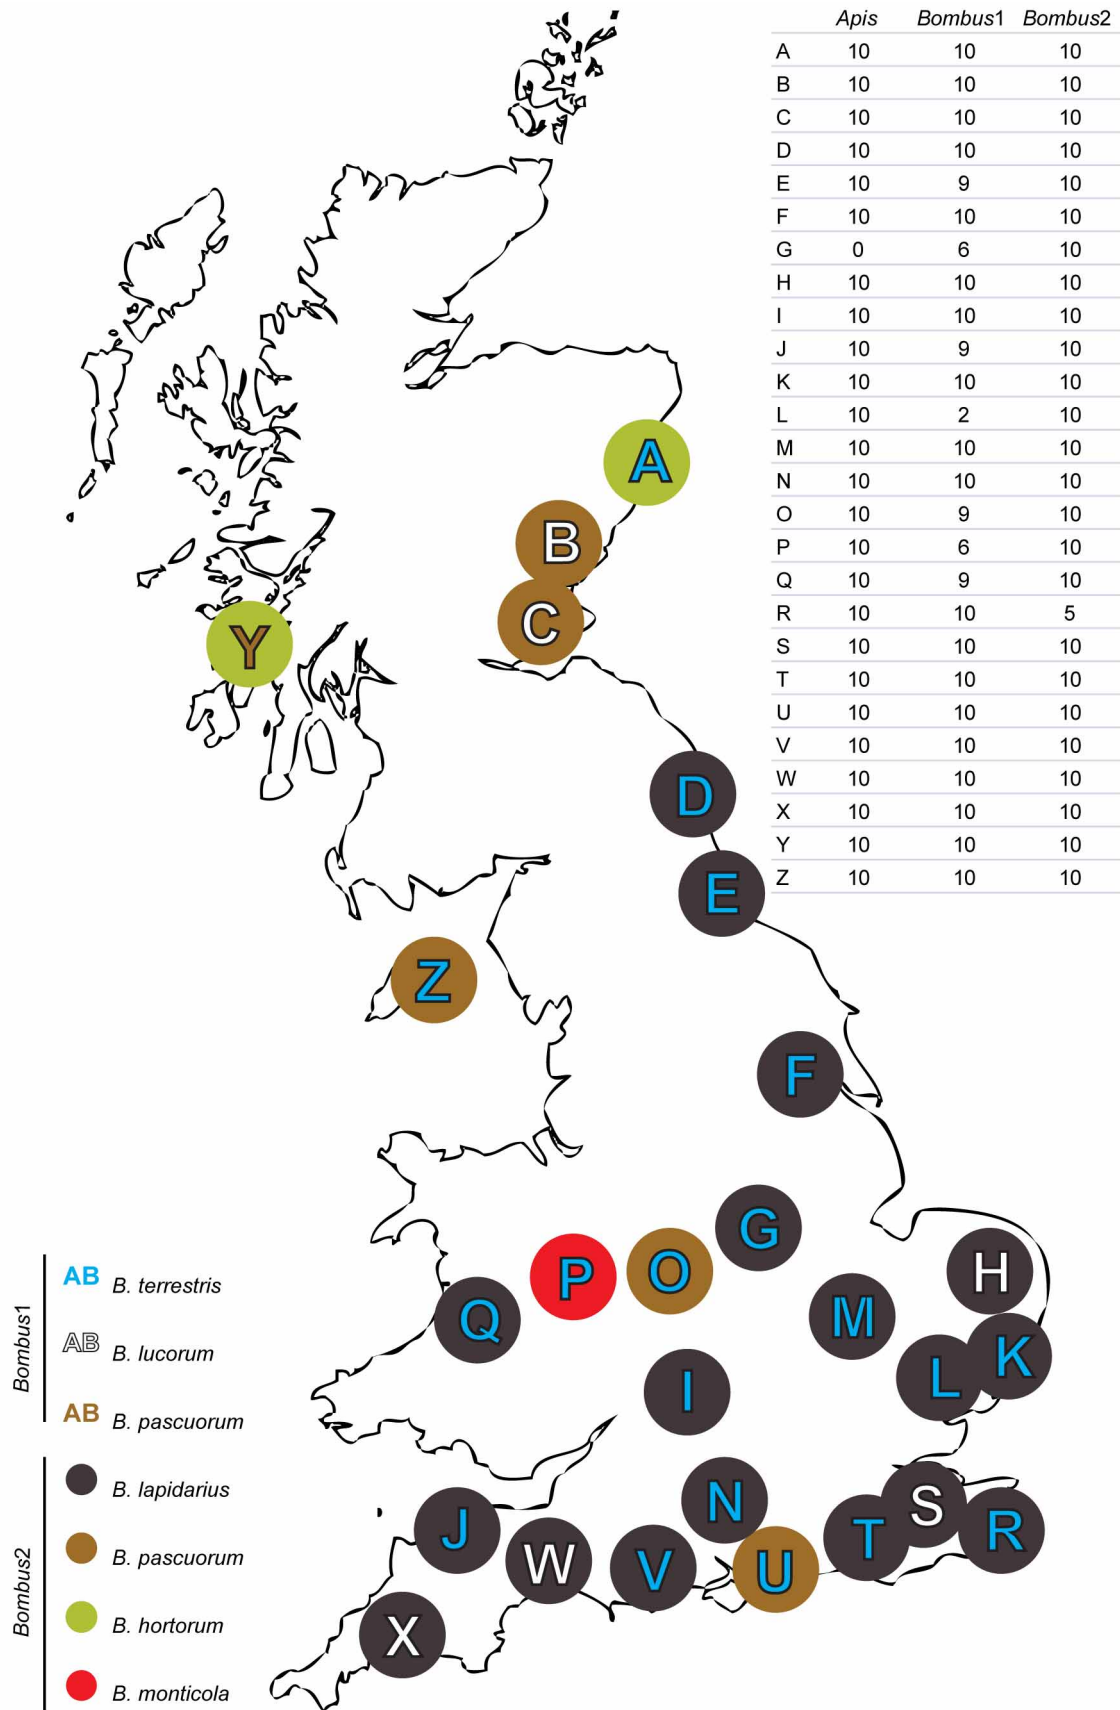 Apis Bombus1 Bombus2
A 10 10 10
B 10 10 10
C 10 10 10
D 10 10 10
E 10 9 10
F 10 10 10
G 0 6 10
H 10 10 10
I 10 10 10
J 10 9 10
K 10 10 10
L 10 2 10
M 10 10 10
N 10 10 10
O 10 9 10
P 10 6 10
Q 10 9 10
R 10 10 5
S 10 10 10
T 10 10 10
U 10 10 10
V 10 10 10
W 10 10 10
X 10 10 10
Y 10 10 10
Z 10 10 10
A
B
C
Y
D
E
Z
F
G
H
P
O
Q
M
K
L
I
N
S
J
T
R
W
V
U
X
Bombus1
AB B. terrestris
AB B. lucorum
AB B. pascuorum
Bombus2
B. lapidarius
B. pascuorum
B. hortorum
B. monticola